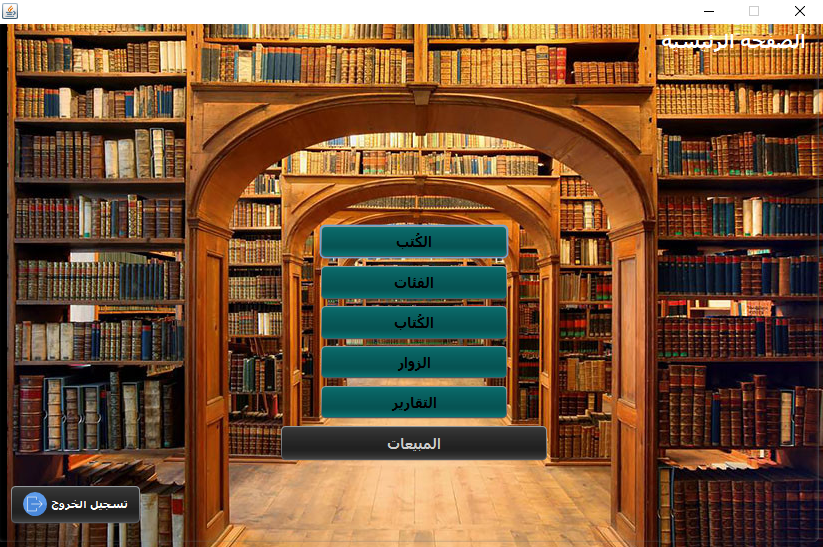 الصفحة الرئيسية
الكُتب
الفئات
الكُتاب
الزوار
التقارير
المبيعات
تسجيل الخروج